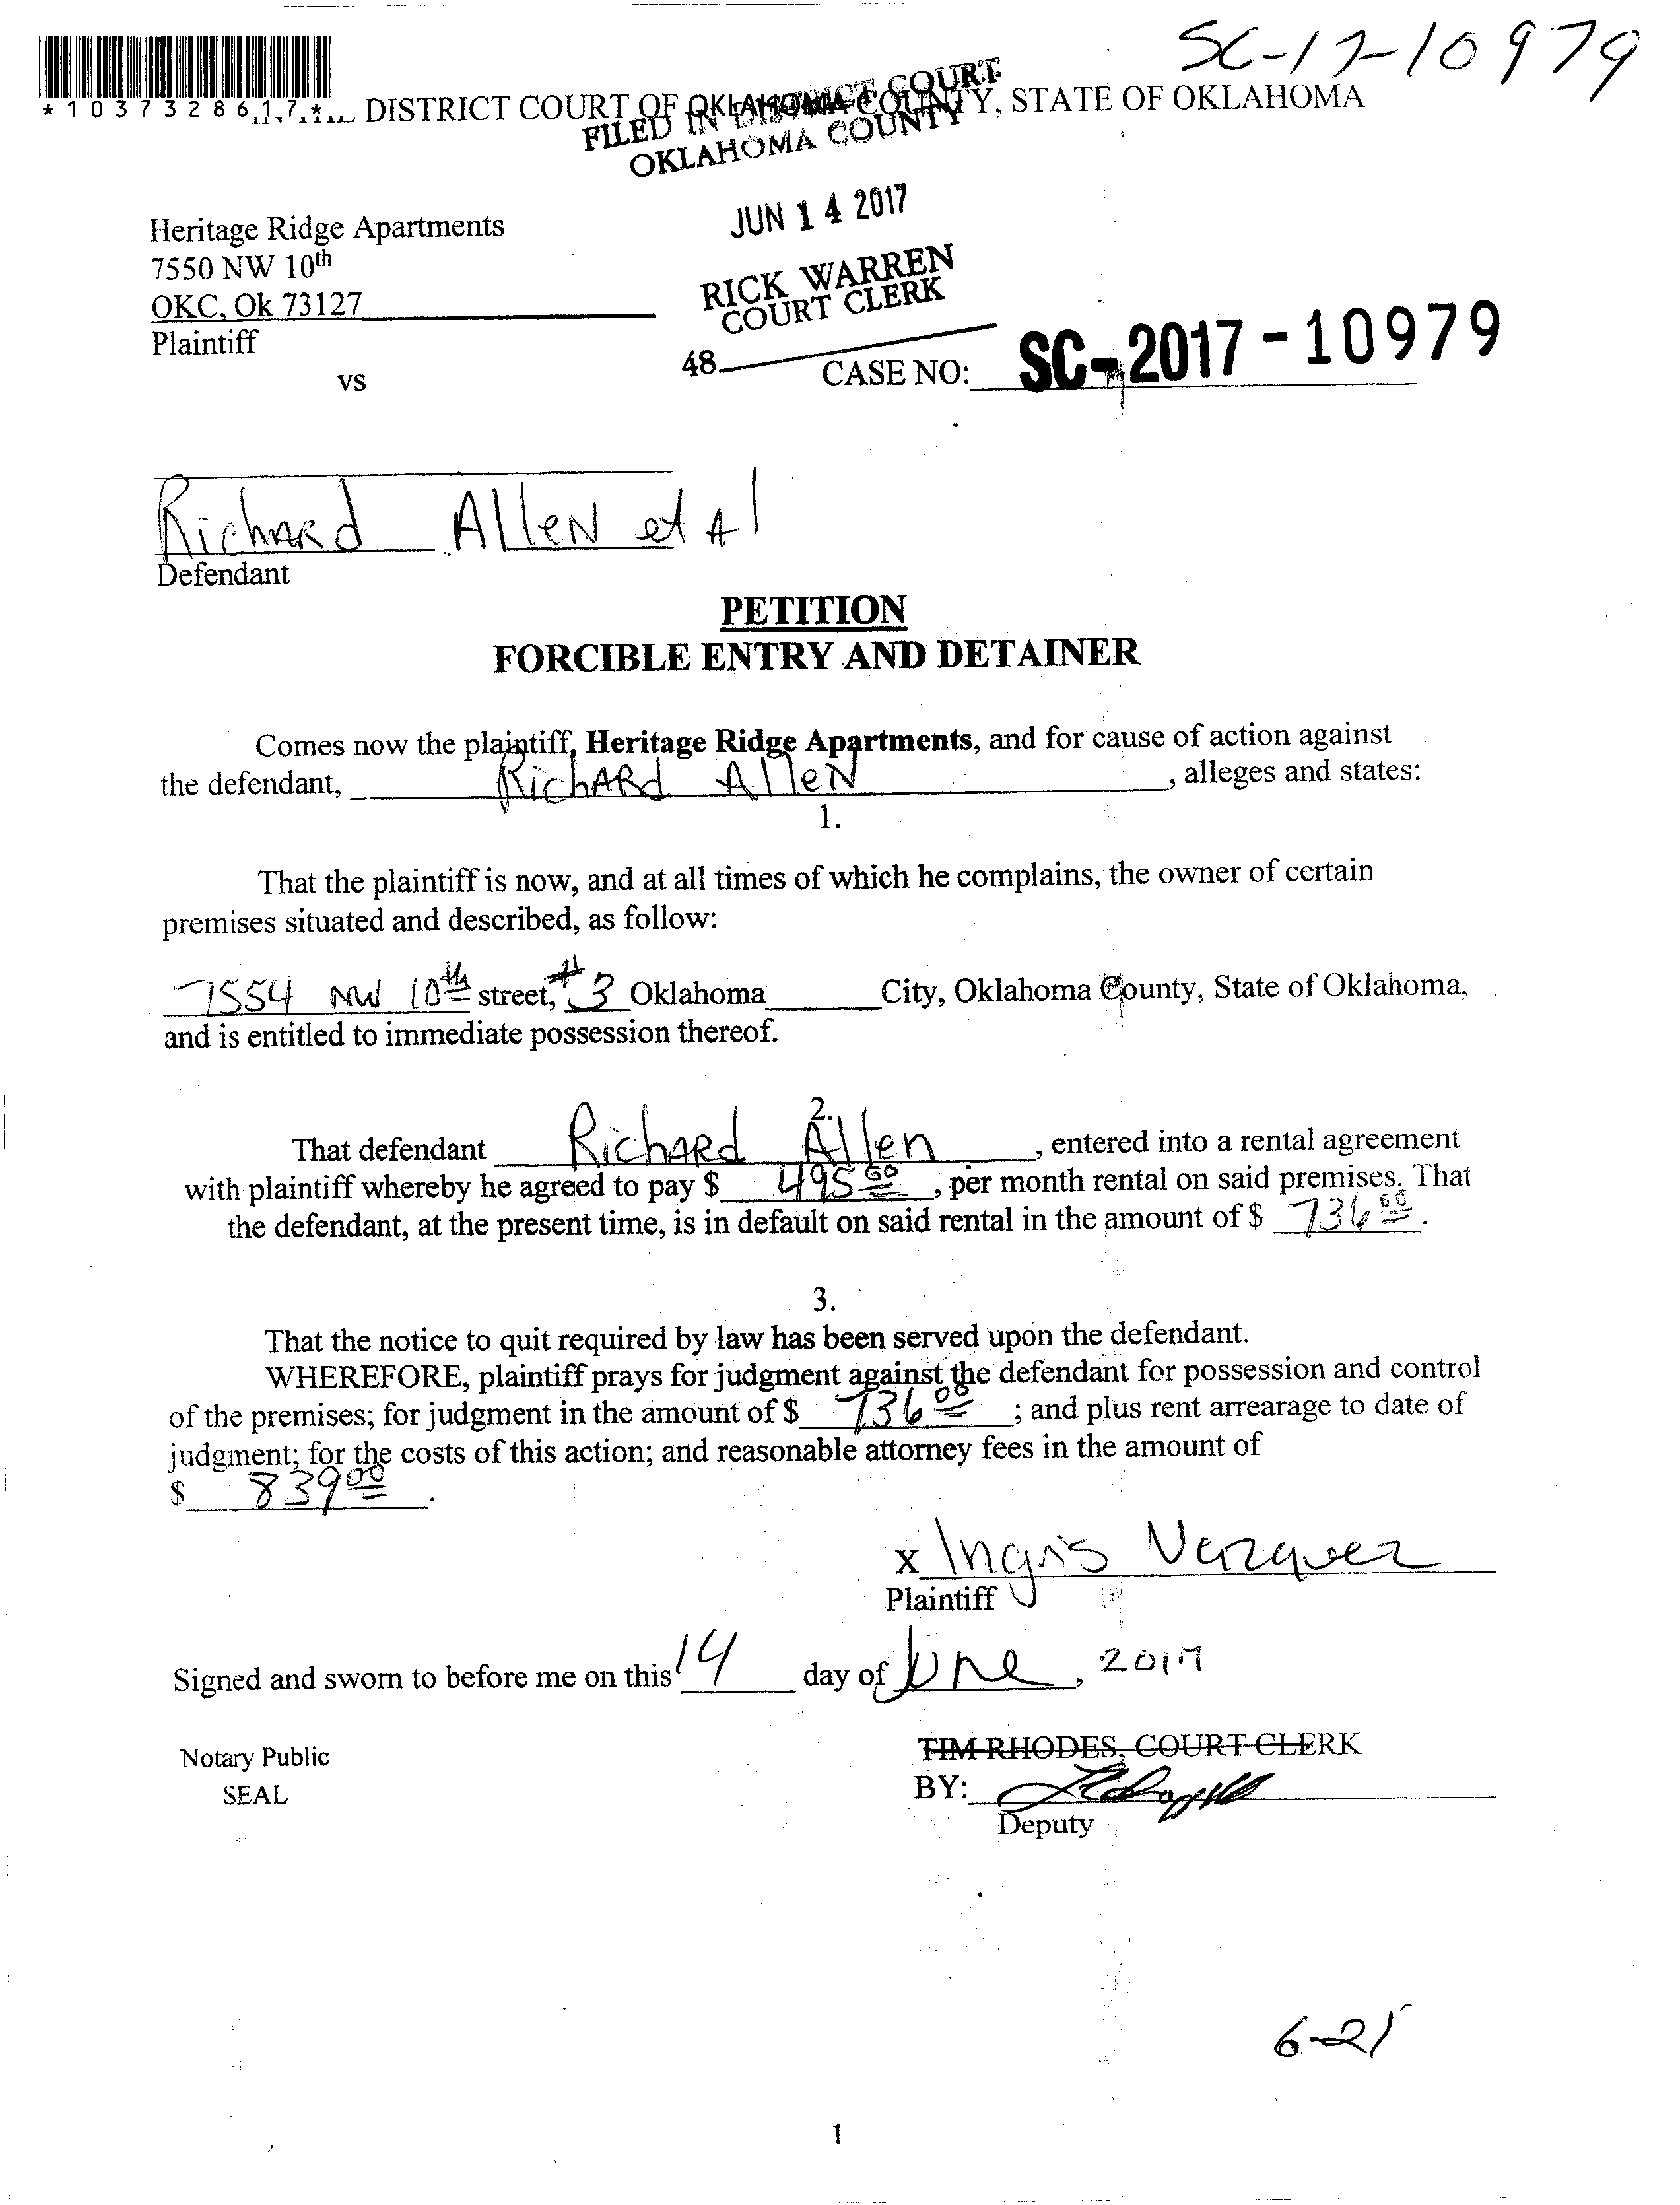 SC-17-10979
*1037328617*
DISTRICT COURT OF OKLAHOMA COUNTY, STATE OF OKLAHOMA
FILED IN DISTRICT COURT
OKLAHOMA COUNTY
JUN 14 2017
RICK WARREN
COURT CLERK
48
Heritage Ridge Apartments
7550 NW 10th
OKC, Ok 73127
Plaintiff
vs
CASE NO: SC-2017-10979
Richard Allen et Al
Defendant
PETITION
FORCIBLE ENTRY AND DETAINER
Comes now the plaintiff, Heritage Ridge Apartments, and for cause of action against
the defendant, Richard Allen, alleges and states:
1.
That the plaintiff is now, and at all times of which he complains, the owner of certain
premises situated and described, as follow:
7554 NW 10th street, #3 Oklahoma City, Oklahoma County, State of Oklahoma,
and is entitled to immediate possession thereof.
2.
That defendant Richard Allen, entered into a rental agreement
with plaintiff whereby he agreed to pay $ 495 00, per month rental on said premises. That
the defendant, at the present time, is in default on said rental in the amount of $ 736 00.
3.
That the notice to quit required by law has been served upon the defendant.
WHEREFORE, plaintiff prays for judgment against the defendant for possession and control
of the premises; for judgment in the amount of $ 736 00; and plus rent arrearage to date of
judgment; for the costs of this action; and reasonable attorney fees in the amount of
$ 839 00.
x Vazquez
Plaintiff
Signed and sworn to before me on this 14 day of June, 2017
Notary Public
SEAL
TIM RHODES, COURT CLERK
BY:
Deputy
6-21
1